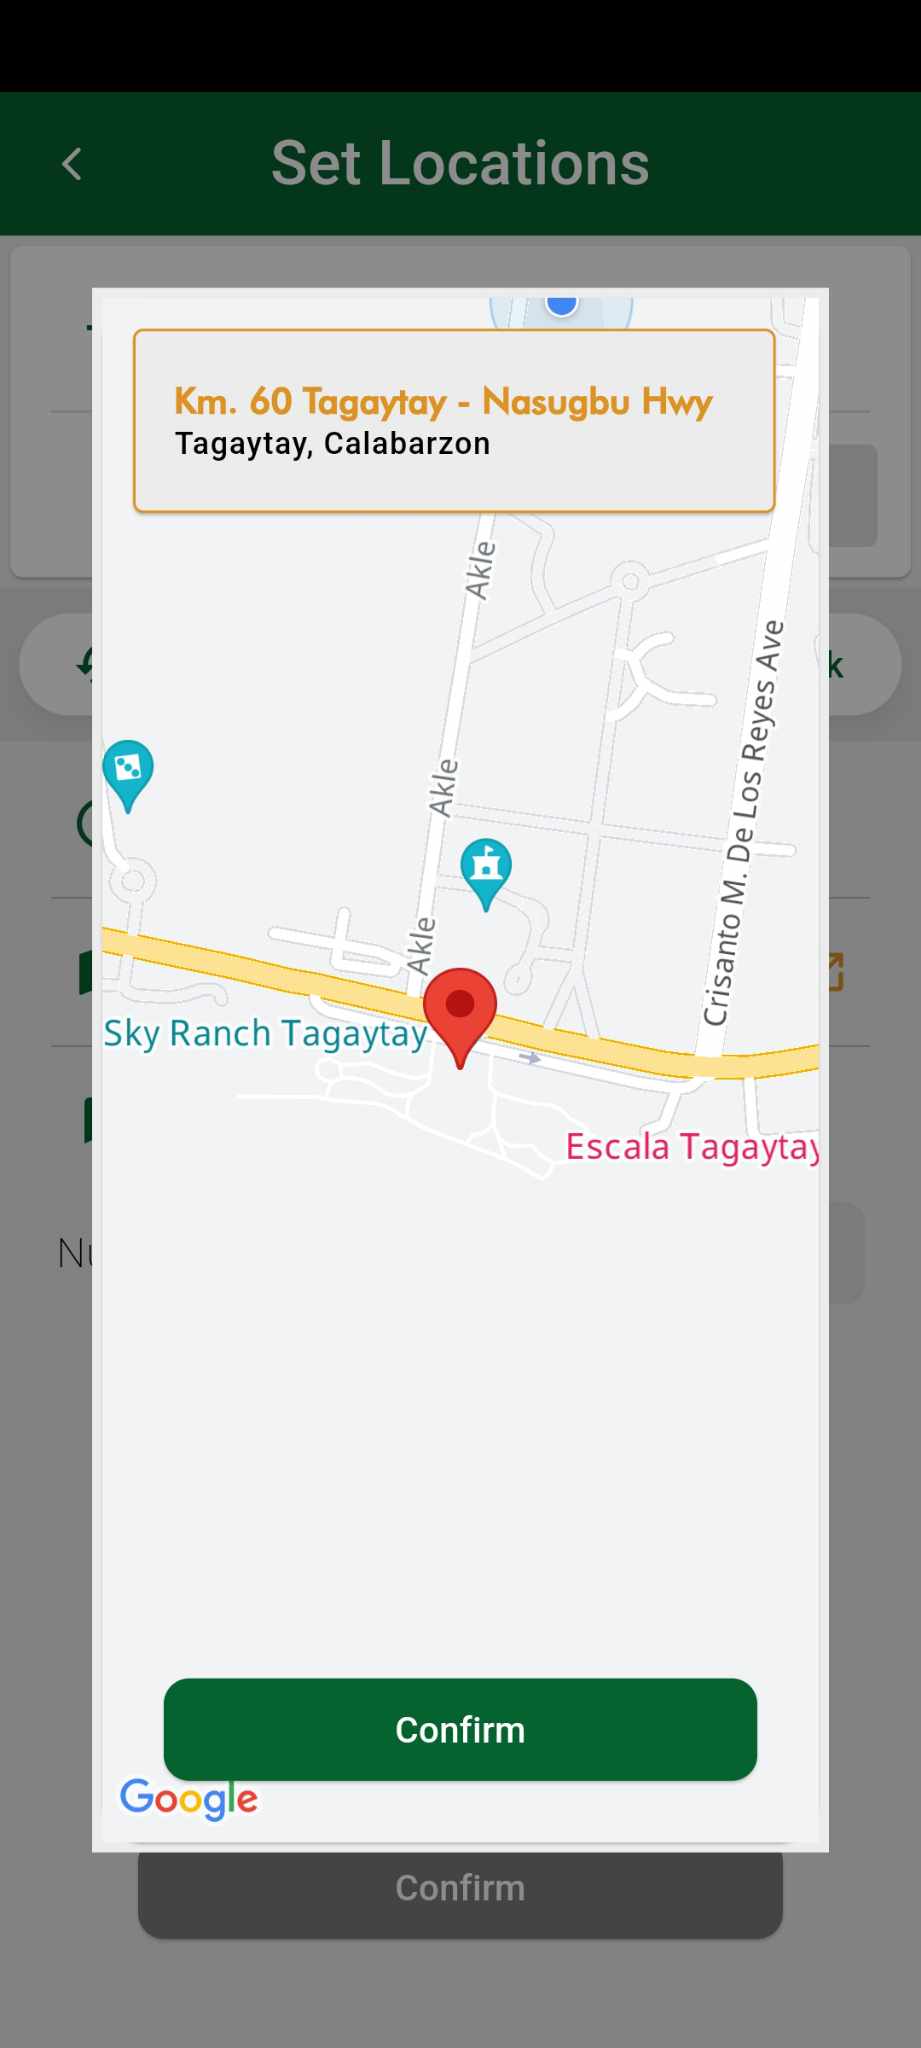 Set Locations
Km. 60 Tagaytay - Nasugbu Hwy
Tagaytay, Calabarzon
Akle
Crisanto M. De Los Reyes Ave
k
Akle
Akle
Sky Ranch Tagaytay
Escala Tagaytay
Confirm
Google
Confirm